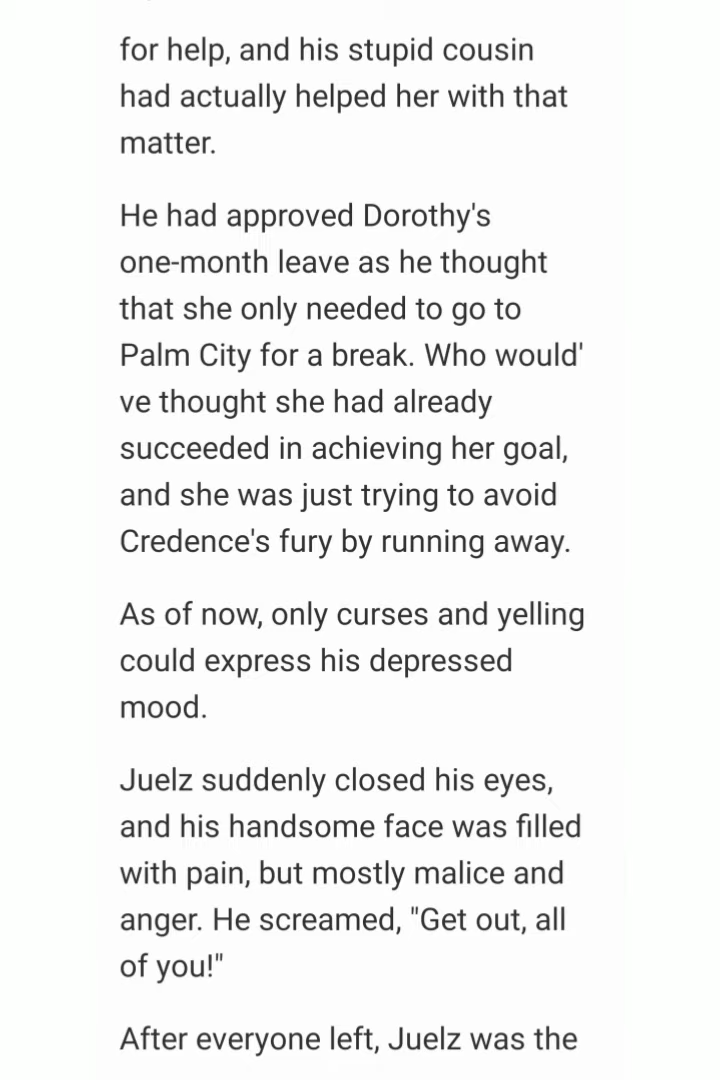 for help, and his stupid cousin
had actually helped her with that
matter.
He had approved Dorothy's
one-month leave as he thought
that she only needed to go to
Palm City for a break. Who would'
ve thought she had already
succeeded in achieving her goal,
and she was just trying to avoid
Credence's fury by running away.
As of now, only curses and yelling
could express his depressed
mood.
Juelz suddenly closed his eyes,
and his handsome face was filled
with pain, but mostly malice and
anger. He screamed, "Get out, all
of you!"
After everyone left, Juelz was the